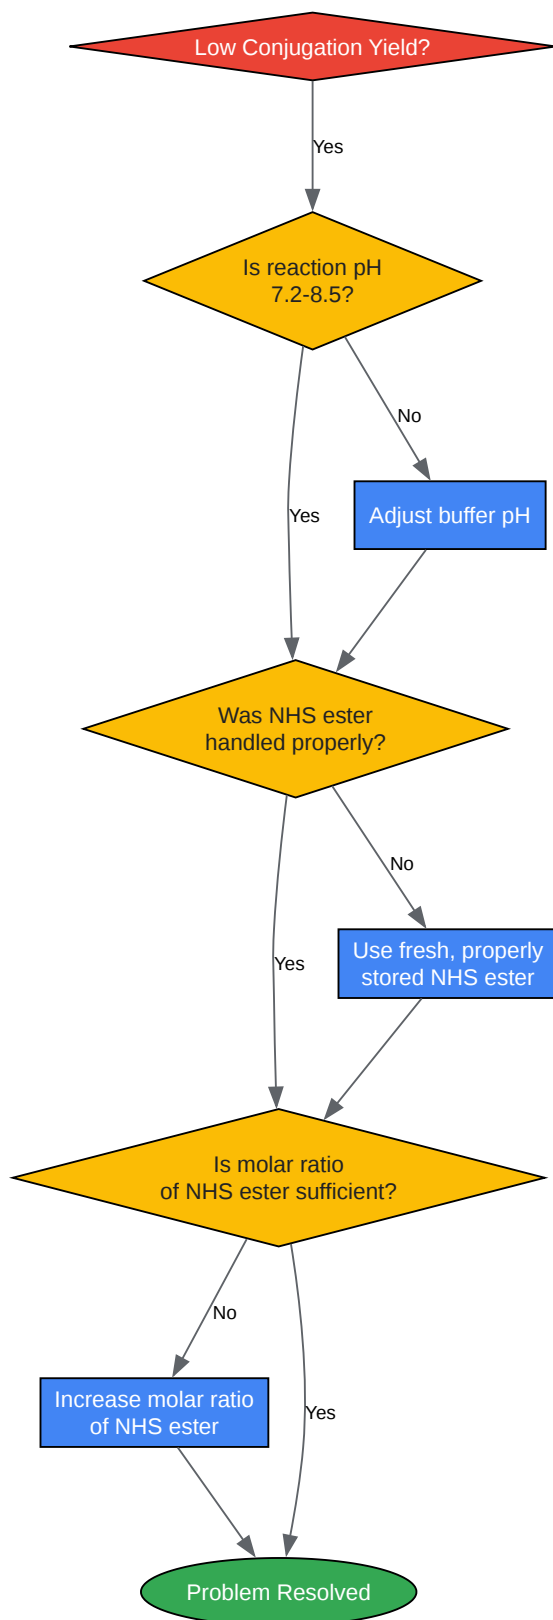 Low Conjugation Yield?
Yes
Is reaction pH
7.2-8.5?
No
Yes
Adjust buffer pH
Was NHS ester
handled properly?
No
Yes
Use fresh, properly
stored NHS ester
Is molar ratio
of NHS ester sufficient?
No
Yes
Increase molar ratio
of NHS ester
Problem Resolved